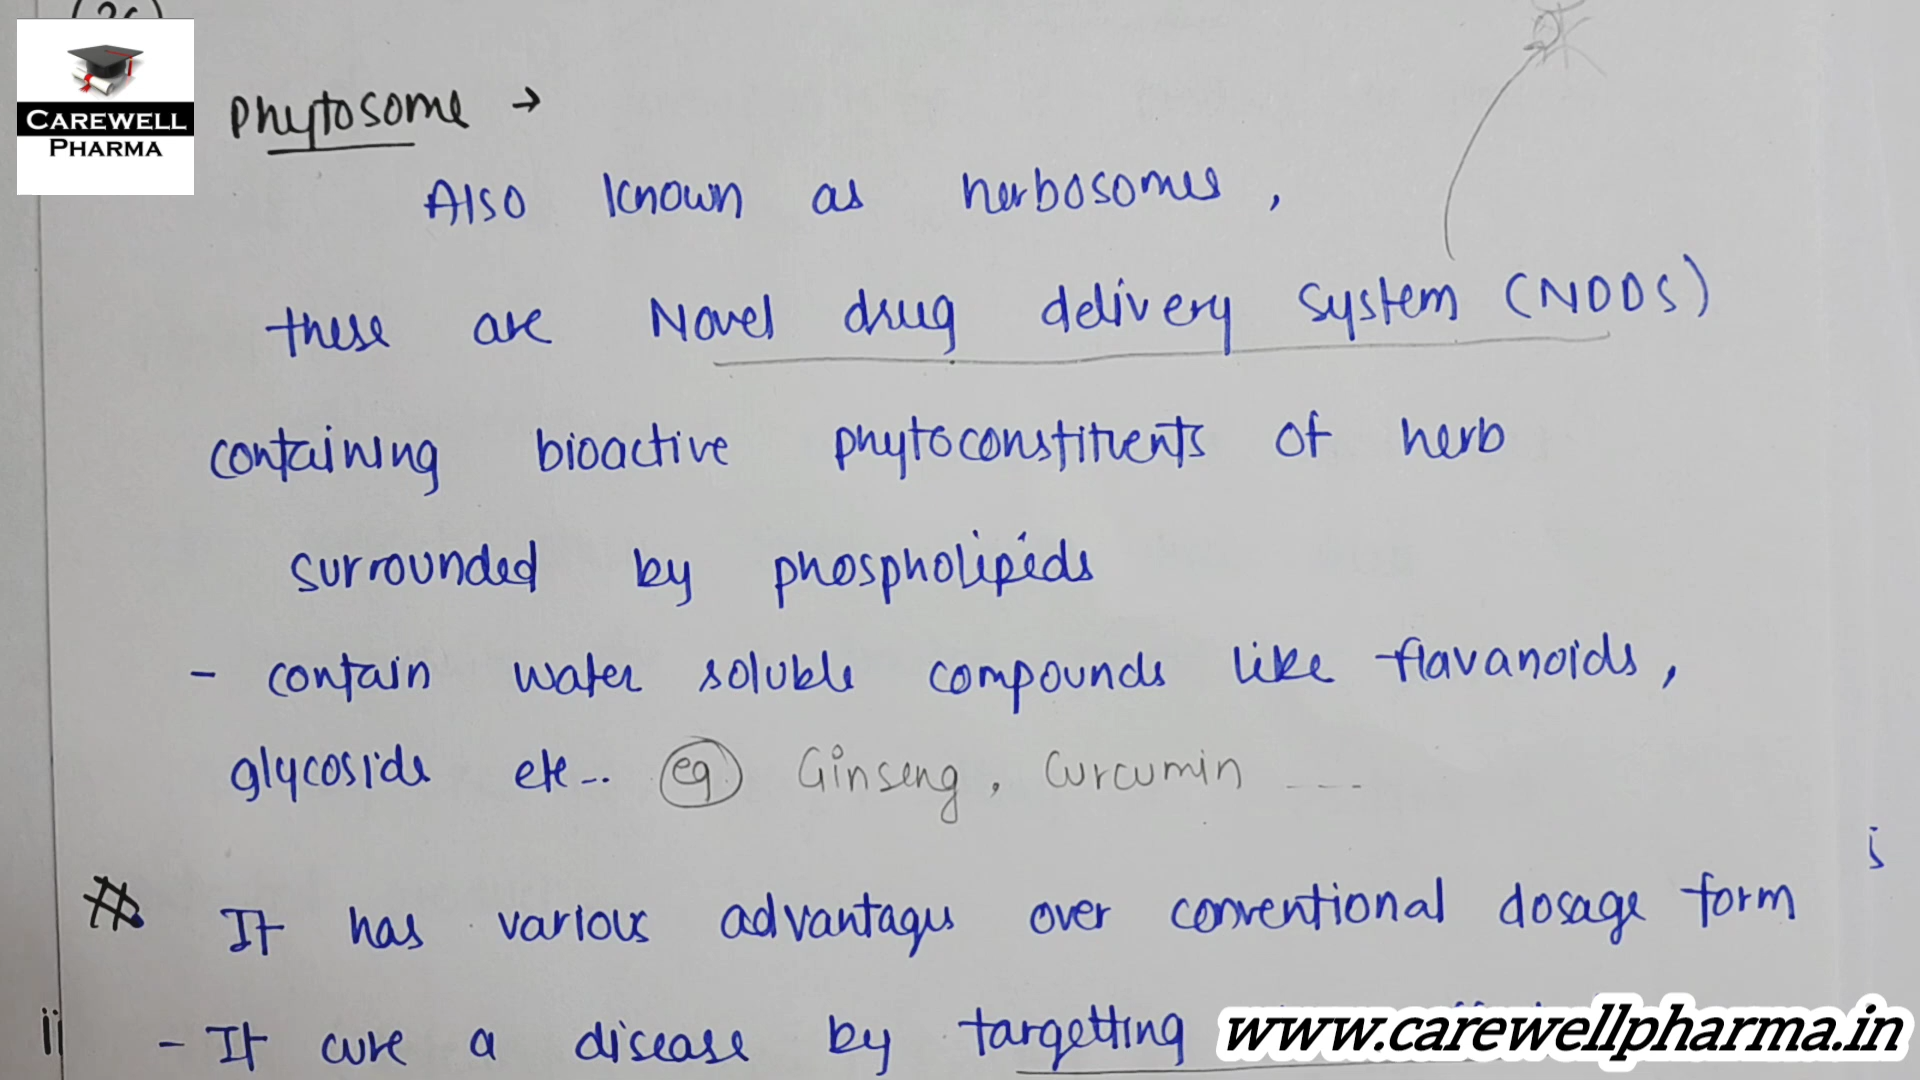 CAREWELL
PHARMA
Phytosome →
Also known as herbosomes ,
these are Novel drug delivery system (NDDS)
containing bioactive phytoconstituents of herb
surrounded by phospholipids
- contain water soluble compounds like flavanoids ,
glycoside etc... eg Ginseng , Curcumin ---
# It has various advantages over conventional dosage form
- It cure a disease by targetting
www.carewellpharma.in